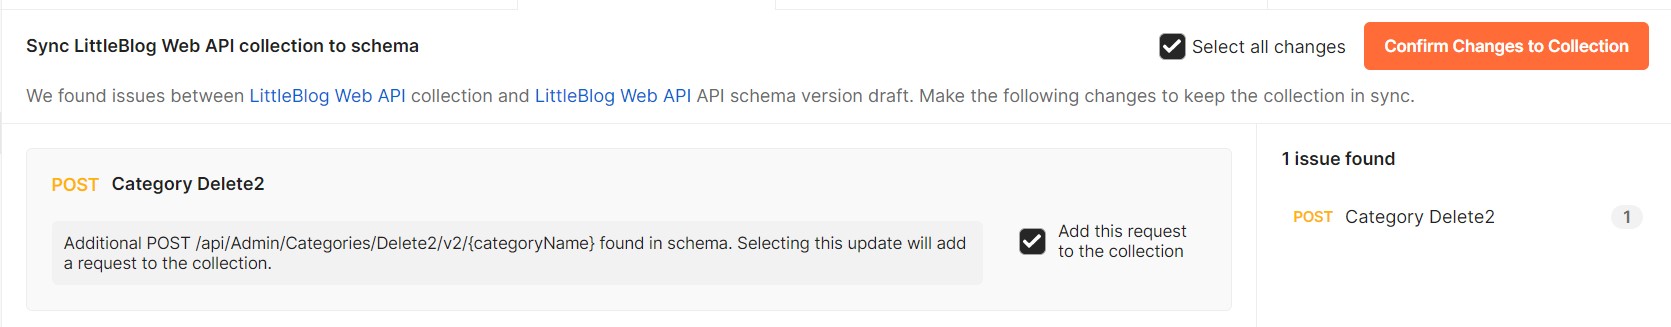 Sync LittleBlog Web API collection to schema
Select all changes
Confirm Changes to Collection
We found issues between LittleBlog Web API collection and LittleBlog Web API API schema version draft. Make the following changes to keep the collection in sync.
POST Category Delete2
Additional POST /api/Admin/Categories/Delete2/v2/{categoryName} found in schema. Selecting this update will add
a request to the collection.
Add this request
to the collection
1 issue found
POST Category Delete2 1